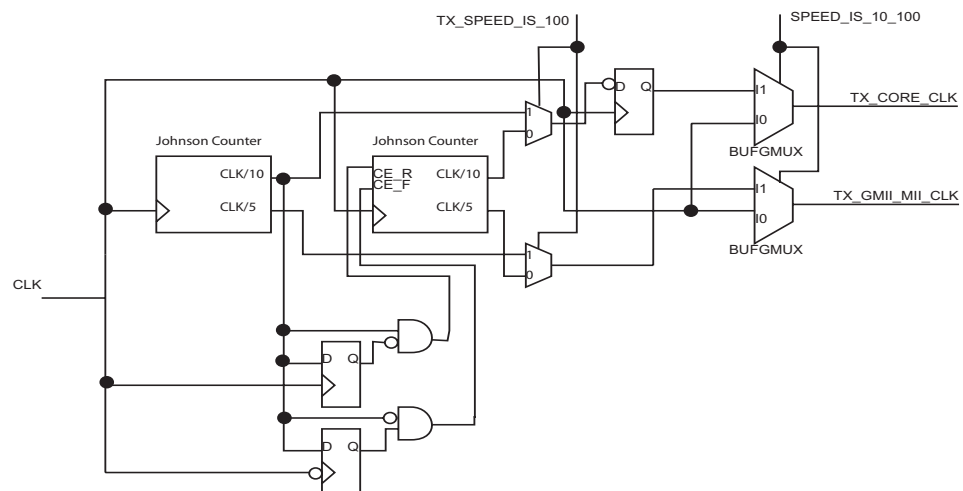 TX_SPEED_IS_100
SPEED_IS_10_100
D Q
I1
I0
TX_CORE_CLK
BUFGMUX
Johnson Counter
CLK/10
CLK/5
Johnson Counter
CE_R
CE_F
CLK/10
CLK/5
1
0
I1
I0
TX_GMII_MII_CLK
BUFGMUX
1
0
CLK
D Q
D Q